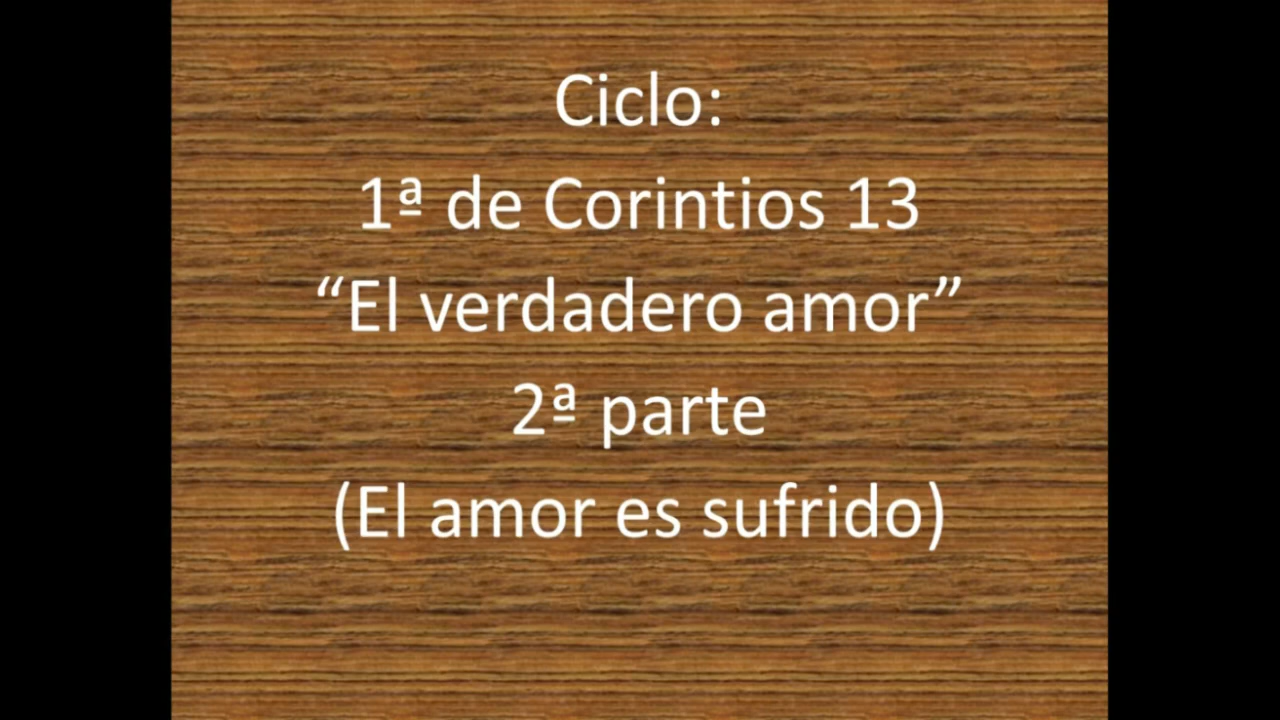 Ciclo:
1ª de Corintios 13
“El verdadero amor”
2ª parte
(El amor es sufrido)